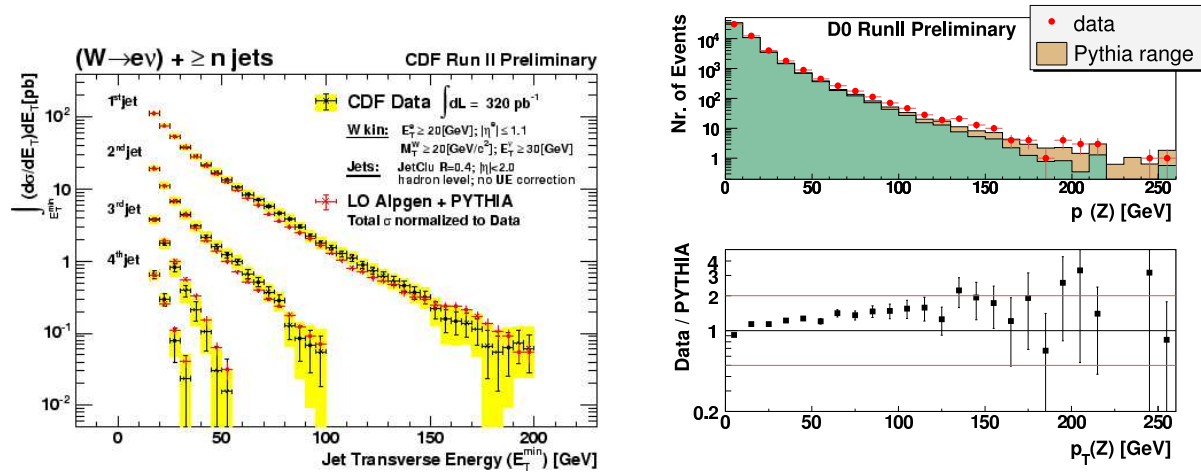 (W→eν) + ≥ n jets
CDF Run II Preliminary
∫ (dσ/dE_T)dE_T [pb]
E_T^min
10²
10
1
10⁻¹
10⁻²
1st jet
2nd jet
3rd jet
4th jet
CDF Data ∫dL = 320 pb⁻¹
W kin: E_T^e ≥ 20[GeV]; |η^e| ≤ 1.1
M_T^W ≥ 20[GeV/c²]; E_T^ν ≥ 30[GeV]
Jets: JetClu R=0.4; |η|<2.0
hadron level; no UE correction
LO Alpgen + PYTHIA
Total σ normalized to Data
0 50 100 150 200
Jet Transverse Energy (E_T^min) [GeV]
D0 RunII Preliminary
data
Pythia range
Nr. of Events
10⁴
10³
10²
10
1
0 50 100 150 200 250
p (Z) [GeV]
Data / PYTHIA
4
3
2
1
0.2
0 50 100 150 200 250
p_T(Z) [GeV]